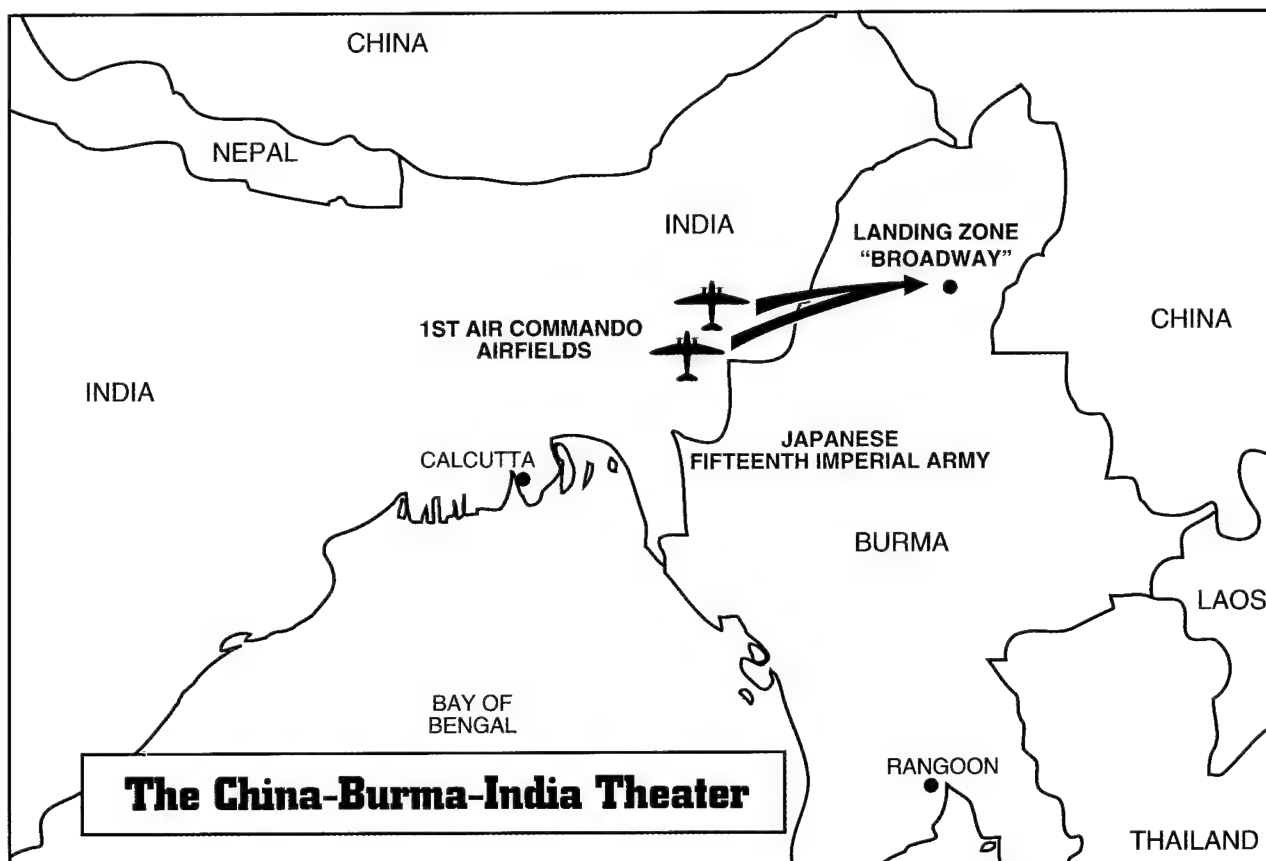 CHINA
NEPAL
INDIA
LANDING ZONE
“BROADWAY”
1ST AIR COMMANDO
AIRFIELDS
CHINA
INDIA
JAPANESE
FIFTEENTH IMPERIAL ARMY
CALCUTTA
BURMA
LAOS
BAY OF
BENGAL
The China-Burma-India Theater
RANGOON
THAILAND